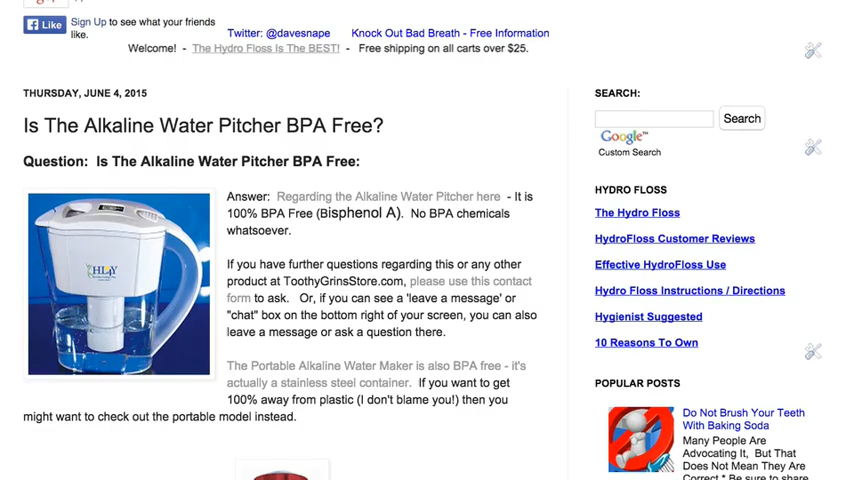 Like
Sign Up to see what your friends
like.
Twitter: @davesnape
Knock Out Bad Breath - Free Information
Welcome! - The Hydro Floss Is The BEST! - Free shipping on all carts over $25.
THURSDAY, JUNE 4, 2015
Is The Alkaline Water Pitcher BPA Free?
Question: Is The Alkaline Water Pitcher BPA Free:
Answer: Regarding the Alkaline Water Pitcher here - It is
100% BPA Free (Bisphenol A). No BPA chemicals
whatsoever.
If you have further questions regarding this or any other
product at ToothyGrinsStore.com, please use this contact
form to ask. Or, if you can see a 'leave a message' or
"chat" box on the bottom right of your screen, you can also
leave a message or ask a question there.
The Portable Alkaline Water Maker is also BPA free - it's
actually a stainless steel container. If you want to get
100% away from plastic (I don't blame you!) then you
might want to check out the portable model instead.
SEARCH:
Search
Google™
Custom Search
HYDRO FLOSS
The Hydro Floss
HydroFloss Customer Reviews
Effective HydroFloss Use
Hydro Floss Instructions / Directions
Hygienist Suggested
10 Reasons To Own
POPULAR POSTS
Do Not Brush Your Teeth
With Baking Soda
Many People Are
Advocating It, But That
Does Not Mean They Are
Correct * Be sure to share